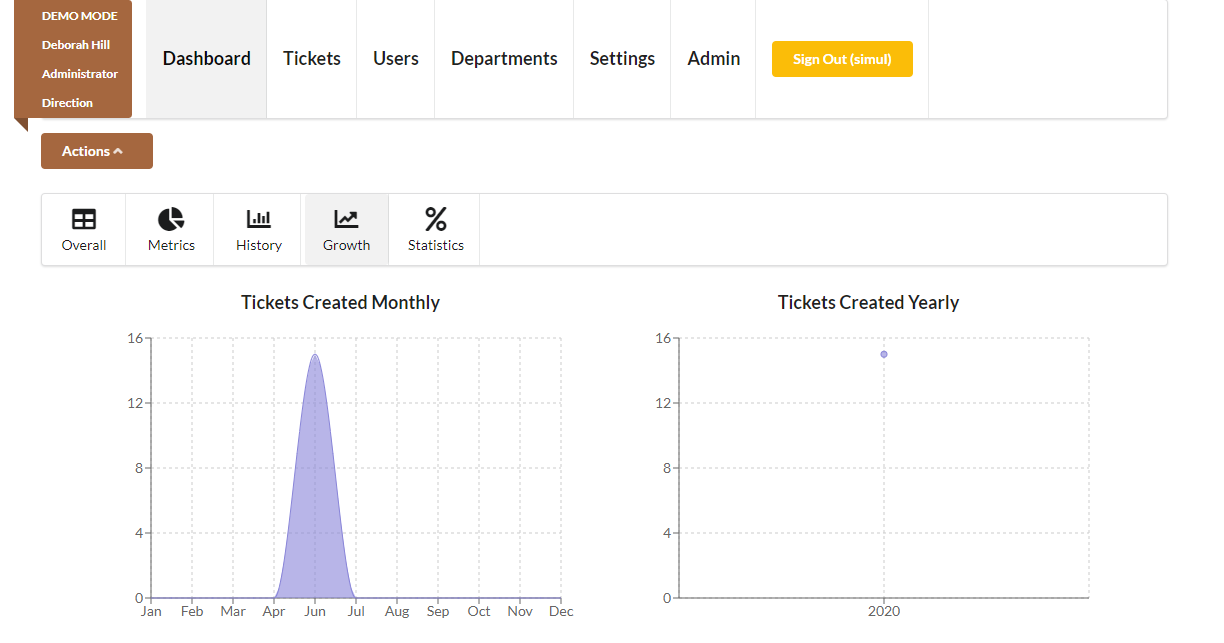 DEMO MODE
Deborah Hill
Administrator
Direction
Dashboard Tickets Users Departments Settings Admin Sign Out (simul)
Actions
Overall Metrics History Growth Statistics
Tickets Created Monthly
16
12
8
4
0
Jan Feb Mar Apr Jun Jul Aug Sep Oct Nov Dec
Tickets Created Yearly
16
12
8
4
0
2020